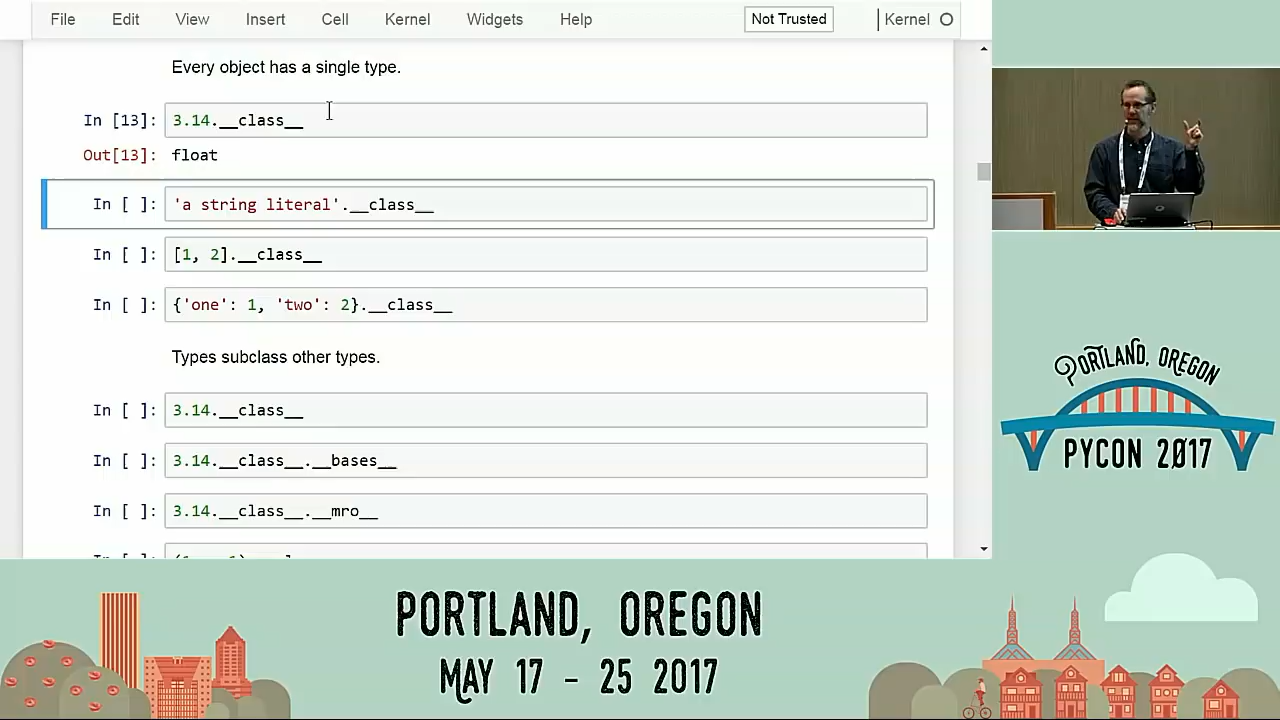 File Edit View Insert Cell Kernel Widgets Help Not Trusted Kernel
Every object has a single type.
In [13]: 3.14.__class__
Out[13]: float
In [ ]: 'a string literal'.__class__
In [ ]: [1, 2].__class__
In [ ]: {'one': 1, 'two': 2}.__class__
Types subclass other types.
In [ ]: 3.14.__class__
In [ ]: 3.14.__class__.__bases__
In [ ]: 3.14.__class__.__mro__
PORTLAND, OREGON
PYCON 2017
PORTLAND, OREGON
MAY 17 - 25 2017